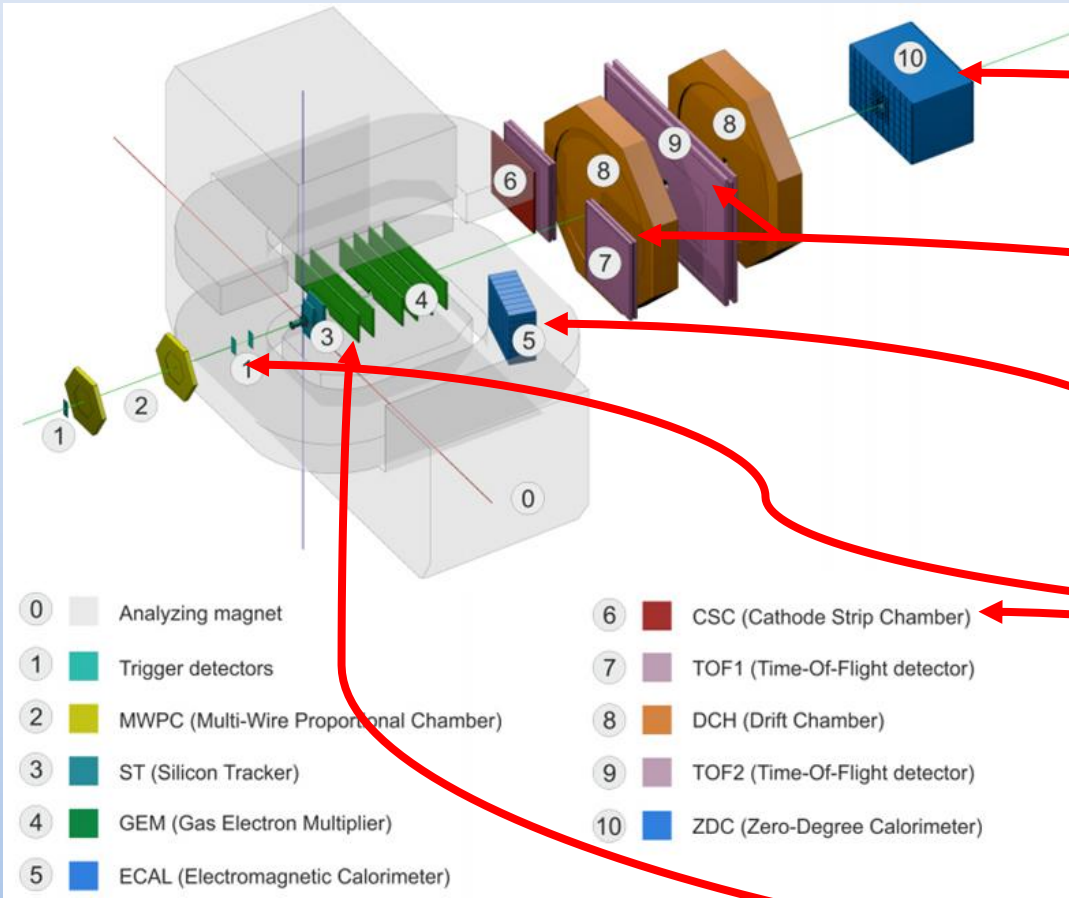 10
8
9
8
6
7
4
3
5
1
2
1
0
0 Analyzing magnet
1 Trigger detectors
2 MWPC (Multi-Wire Proportional Chamber)
3 ST (Silicon Tracker)
4 GEM (Gas Electron Multiplier)
5 ECAL (Electromagnetic Calorimeter)
6 CSC (Cathode Strip Chamber)
7 TOF1 (Time-Of-Flight detector)
8 DCH (Drift Chamber)
9 TOF2 (Time-Of-Flight detector)
10 ZDC (Zero-Degree Calorimeter)